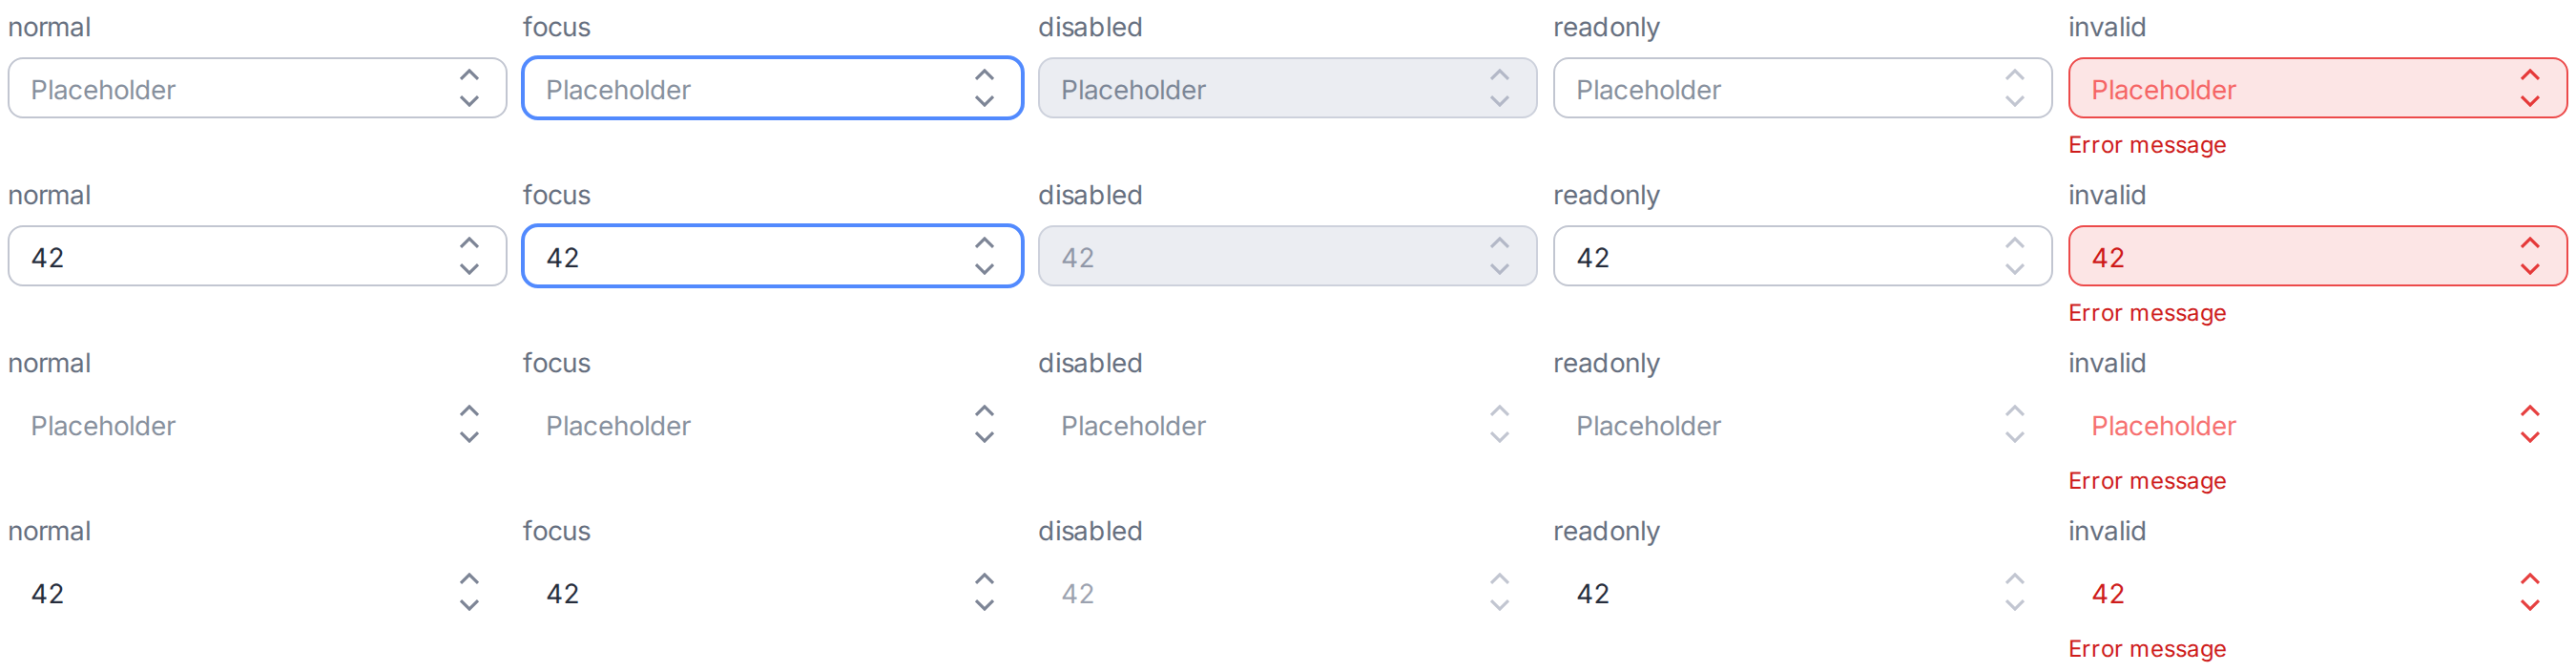 normal focus disabled readonly invalid
Placeholder Placeholder Placeholder Placeholder Placeholder
Error message
normal focus disabled readonly invalid
42 42 42 42 42
Error message
normal focus disabled readonly invalid
Placeholder Placeholder Placeholder Placeholder Placeholder
Error message
normal focus disabled readonly invalid
42 42 42 42 42
Error message